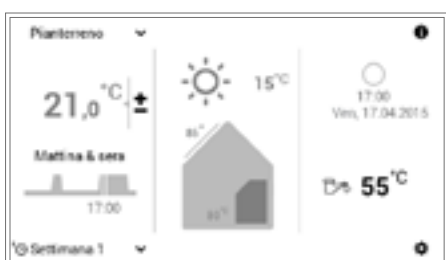 Pianterreno
21,0 °C ±
Mattina & sera
17:00
Settimana 1
15°C
17:00
Ven, 17.04.2015
55°C